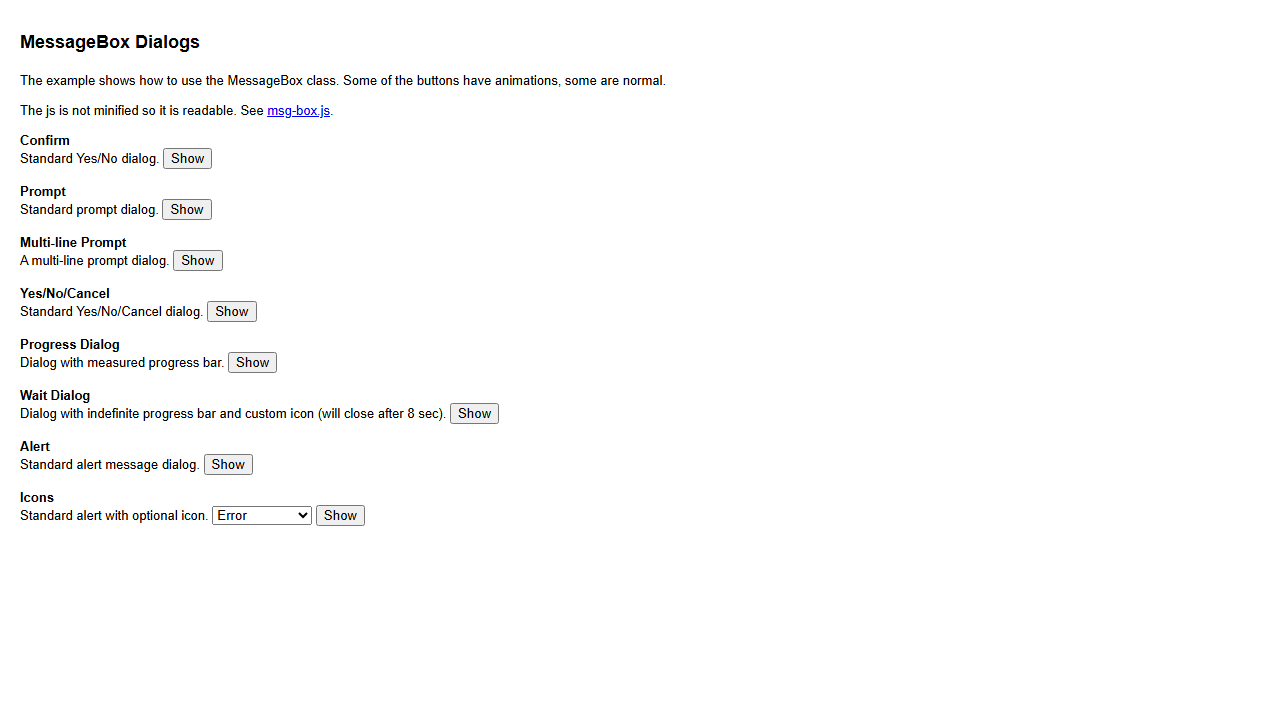 MessageBox Dialogs
The example shows how to use the MessageBox class. Some of the buttons have animations, some are normal.
The js is not minified so it is readable. See msg-box.js.
Confirm
Standard Yes/No dialog. Show
Prompt
Standard prompt dialog. Show
Multi-line Prompt
A multi-line prompt dialog. Show
Yes/No/Cancel
Standard Yes/No/Cancel dialog. Show
Progress Dialog
Dialog with measured progress bar. Show
Wait Dialog
Dialog with indefinite progress bar and custom icon (will close after 8 sec). Show
Alert
Standard alert message dialog. Show
Icons
Standard alert with optional icon. Error Show